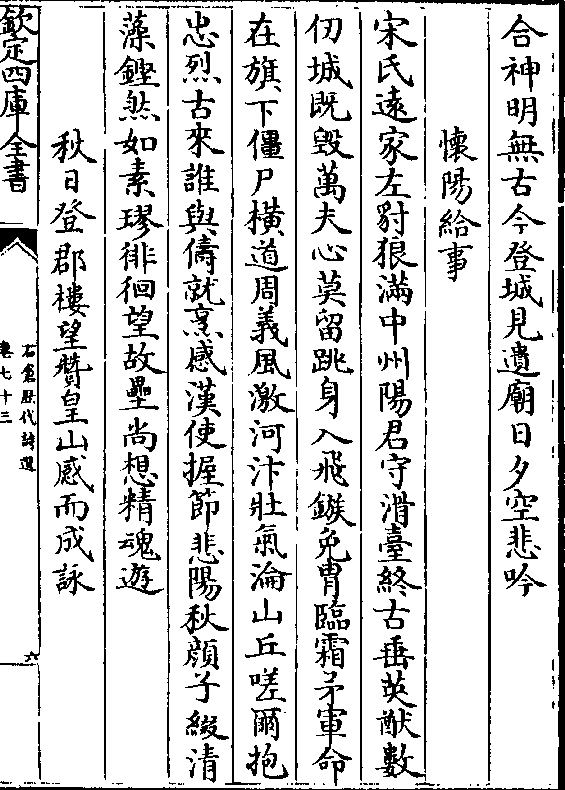 合神明無古今登城見遺廟日夕空悲吟
懷陽給事
宋氏遠家左豺狼滿中州陽君守滑臺終古垂英猷數
仞城既毀萬夫心莫留跳身入飛鏃免胄臨霜矛軍命
在旗下僵尸橫道周義風激河汴壯氣淪山丘嗟爾抱
忠烈古來誰與儔就烹感漢使握節悲陽秋顔子綴清
藻鏗然如素璆徘徊望故壘尚想精魂遊
秋日登郡樓望贊皇山感而成詠
欽定四庫全書
石倉歷代詩選
卷七十三
六